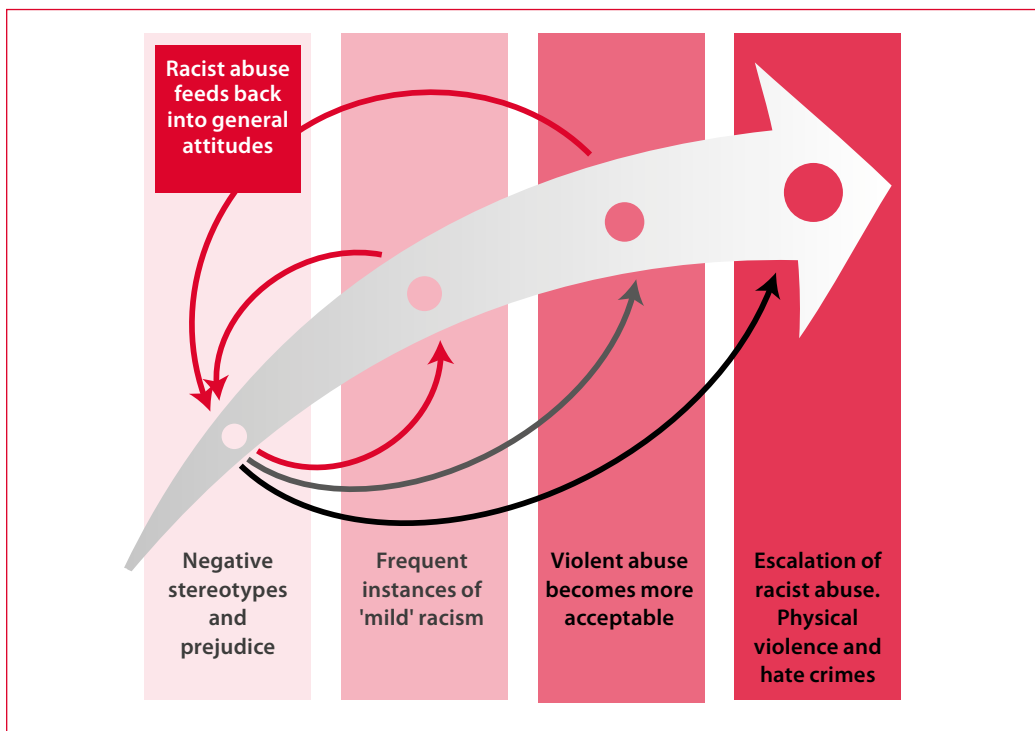 Racist abuse
feeds back
into general
attitudes
Negative
stereotypes
and
prejudice
Frequent
instances of
'mild' racism
Violent abuse
becomes more
acceptable
Escalation of
racist abuse.
Physical
violence and
hate crimes